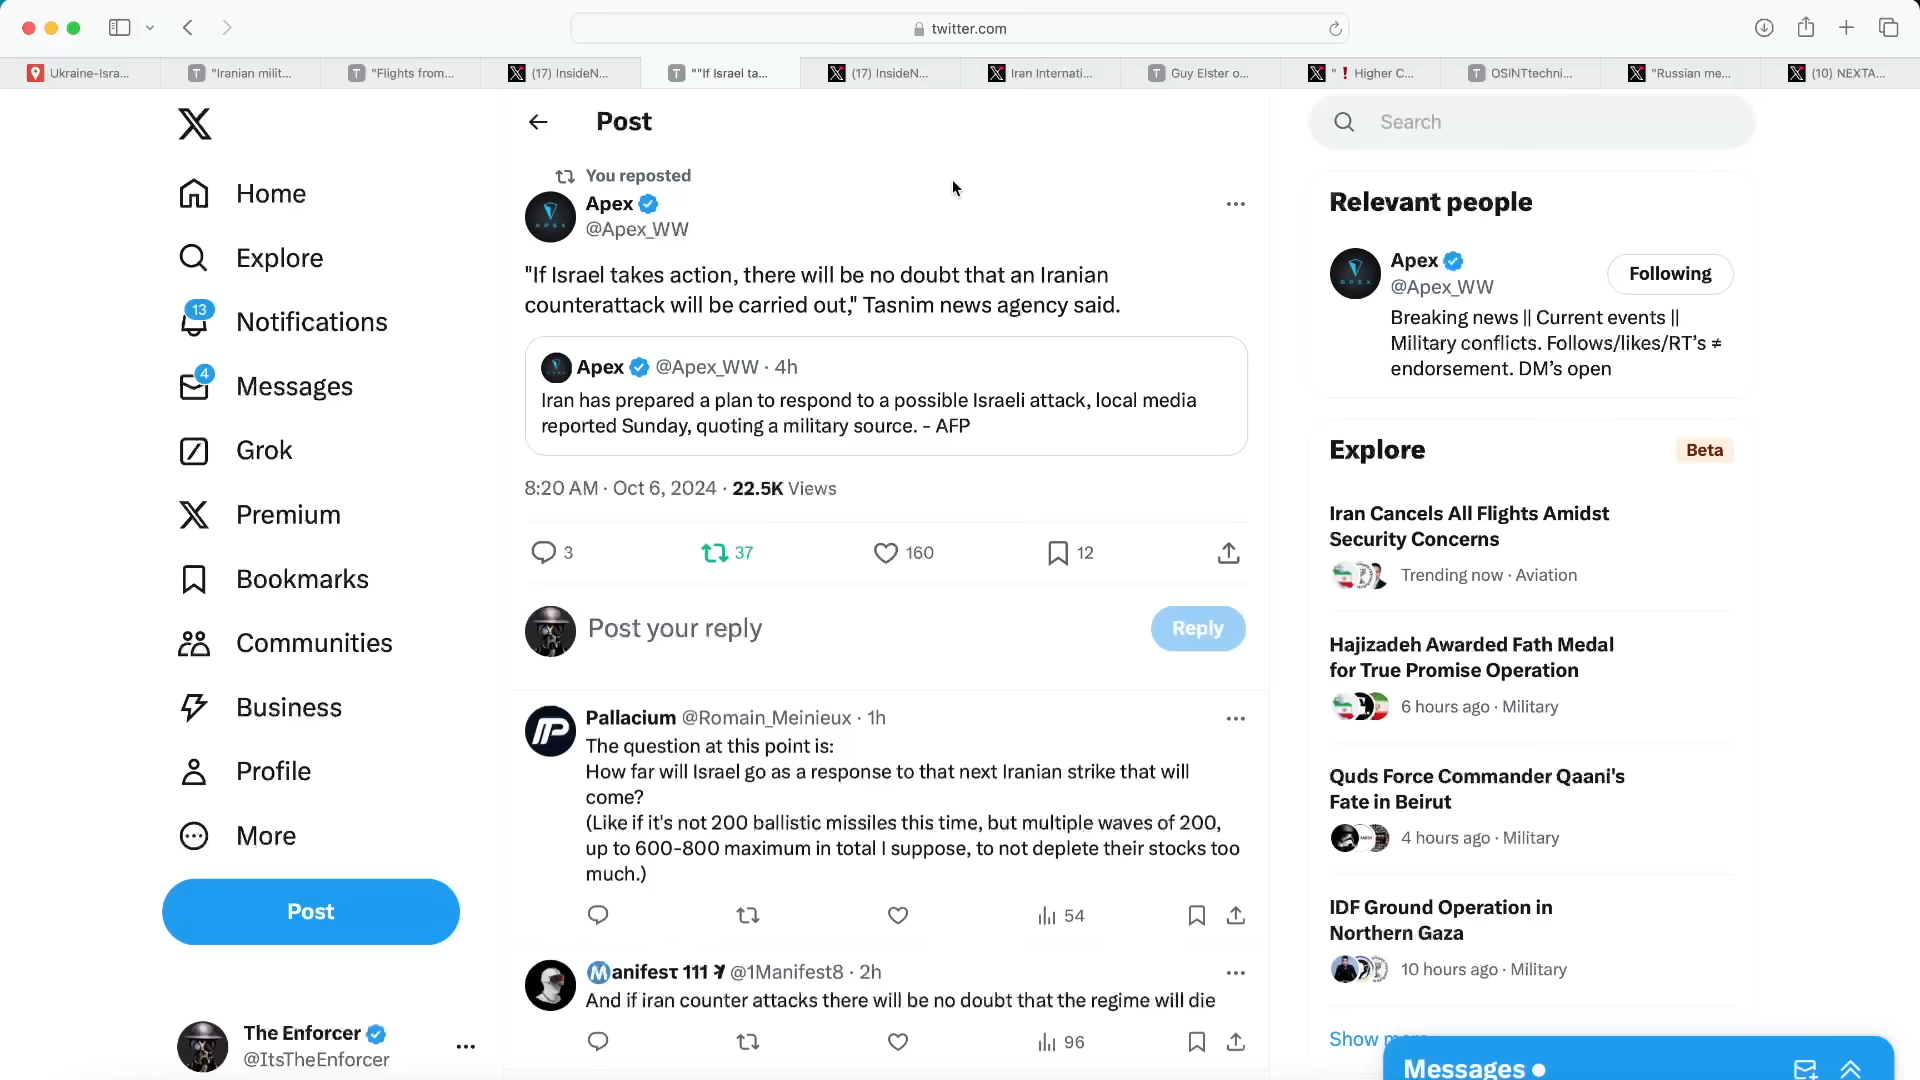 twitter.com
Ukraine-Isra...
"Iranian milit...
"Flights from...
(17) InsideN...
""If Israel ta...
(17) InsideN...
Iran Internati...
Guy Elster o...
"❗Higher C...
OSINTtechni...
"Russian me...
(10) NEXTA...
Home
Explore
13
Notifications
4
Messages
Grok
Premium
Bookmarks
Communities
Business
Profile
More
Post
The Enforcer
@ItsTheEnforcer
Post
You reposted
Apex
@Apex_WW
"If Israel takes action, there will be no doubt that an Iranian
counterattack will be carried out," Tasnim news agency said.
Apex @Apex_WW · 4h
Iran has prepared a plan to respond to a possible Israeli attack, local media
reported Sunday, quoting a military source. - AFP
8:20 AM · Oct 6, 2024 · 22.5K Views
3
37
160
12
Post your reply
Reply
Pallacium @Romain_Meinieux · 1h
The question at this point is:
How far will Israel go as a response to that next Iranian strike that will
come?
(Like if it's not 200 ballistic missiles this time, but multiple waves of 200,
up to 600-800 maximum in total I suppose, to not deplete their stocks too
much.)
54
Ⓜanifesт 111 @1Manifest8 · 2h
And if iran counter attacks there will be no doubt that the regime will die
96
Search
Relevant people
Apex
@Apex_WW
Following
Breaking news || Current events ||
Military conflicts. Follows/likes/RT's ≠
endorsement. DM's open
Explore
Beta
Iran Cancels All Flights Amidst
Security Concerns
Trending now · Aviation
Hajizadeh Awarded Fath Medal
for True Promise Operation
6 hours ago · Military
Quds Force Commander Qaani's
Fate in Beirut
4 hours ago · Military
IDF Ground Operation in
Northern Gaza
10 hours ago · Military
Show more
Messages